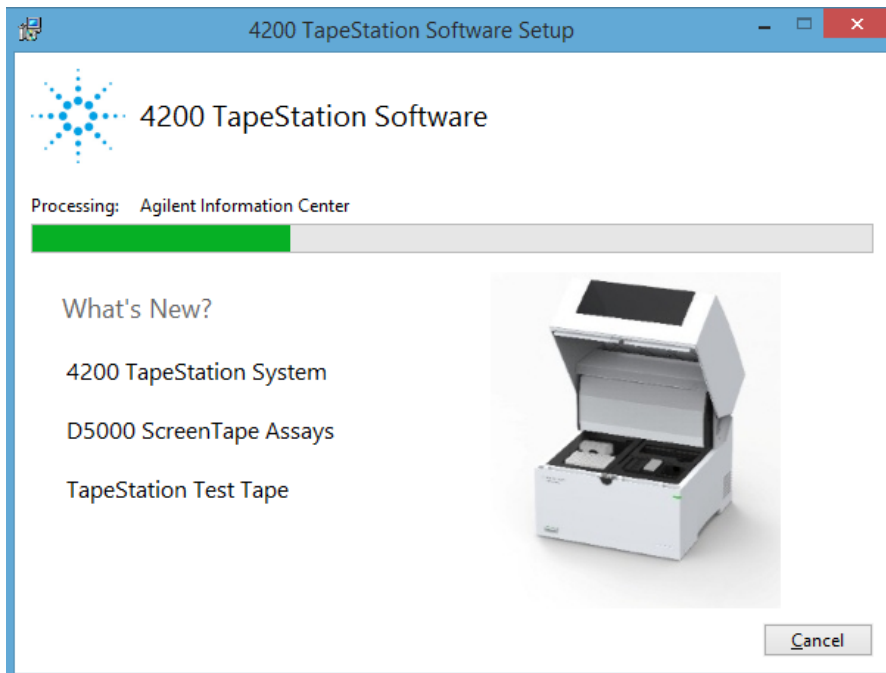 4200 TapeStation Software Setup
4200 TapeStation Software
Processing: Agilent Information Center
What's New?
4200 TapeStation System
D5000 ScreenTape Assays
TapeStation Test Tape
Cancel